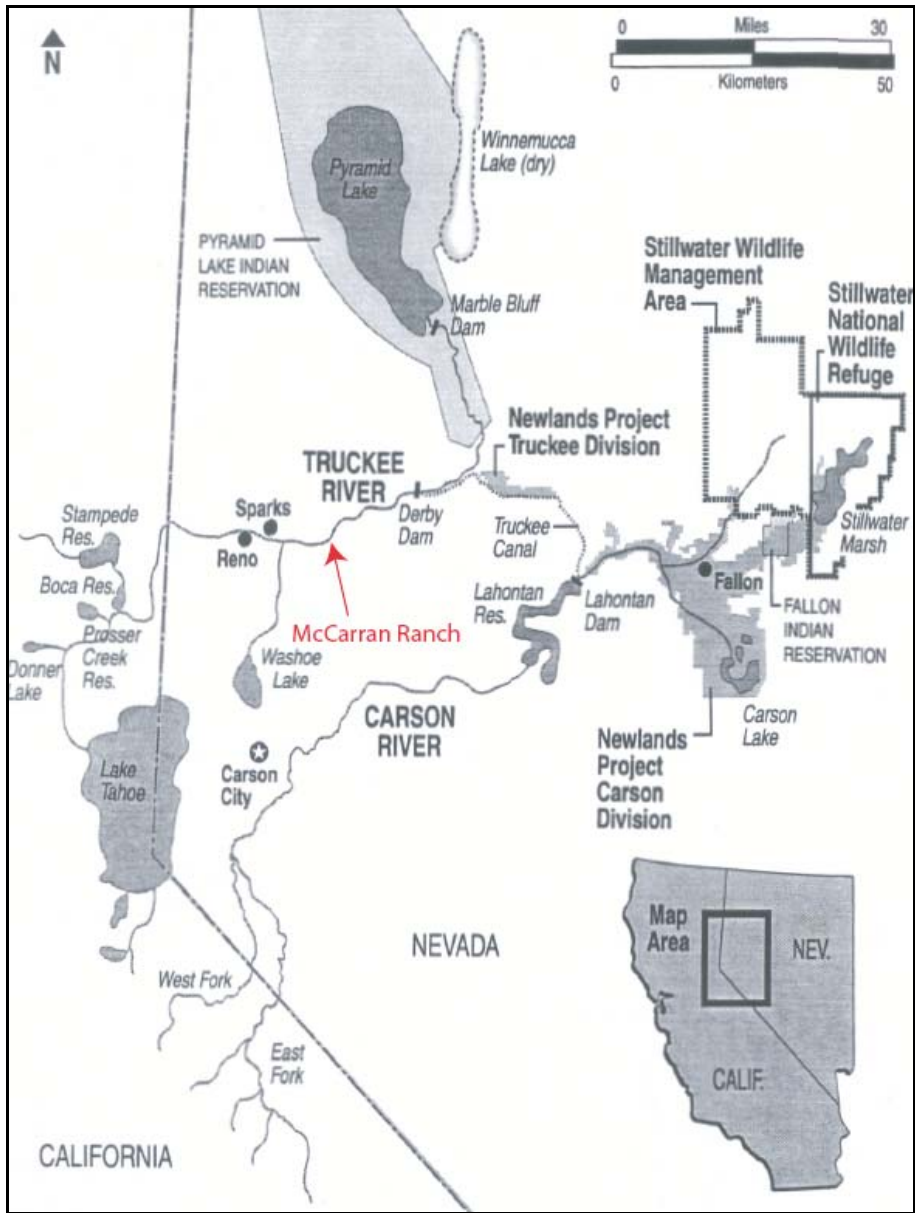 N
0 Miles 30
0 Kilometers 50
Pyramid
Lake
Winnemucca
Lake (dry)
PYRAMID
LAKE INDIAN
RESERVATION
Marble Bluff
Dam
Stillwater Wildlife
Management
Area
Stillwater
National
Wildlife
Refuge
Newlands Project
Truckee Division
TRUCKEE
RIVER
Derby
Dam
Sparks
Reno
Stampede
Res.
Boca Res.
Prosser
Creek
Res.
Donner
Lake
McCarran Ranch
Washoe
Lake
Truckee
Canal
Lahontan
Res.
Lahontan
Dam
Fallon
Stillwater
Marsh
FALLON
INDIAN
RESERVATION
CARSON
RIVER
Carson
Lake
Newlands
Project
Carson
Division
Lake
Tahoe
Carson
City
NEVADA
West Fork
East
Fork
CALIFORNIA
Map
Area
NEV.
CALIF.